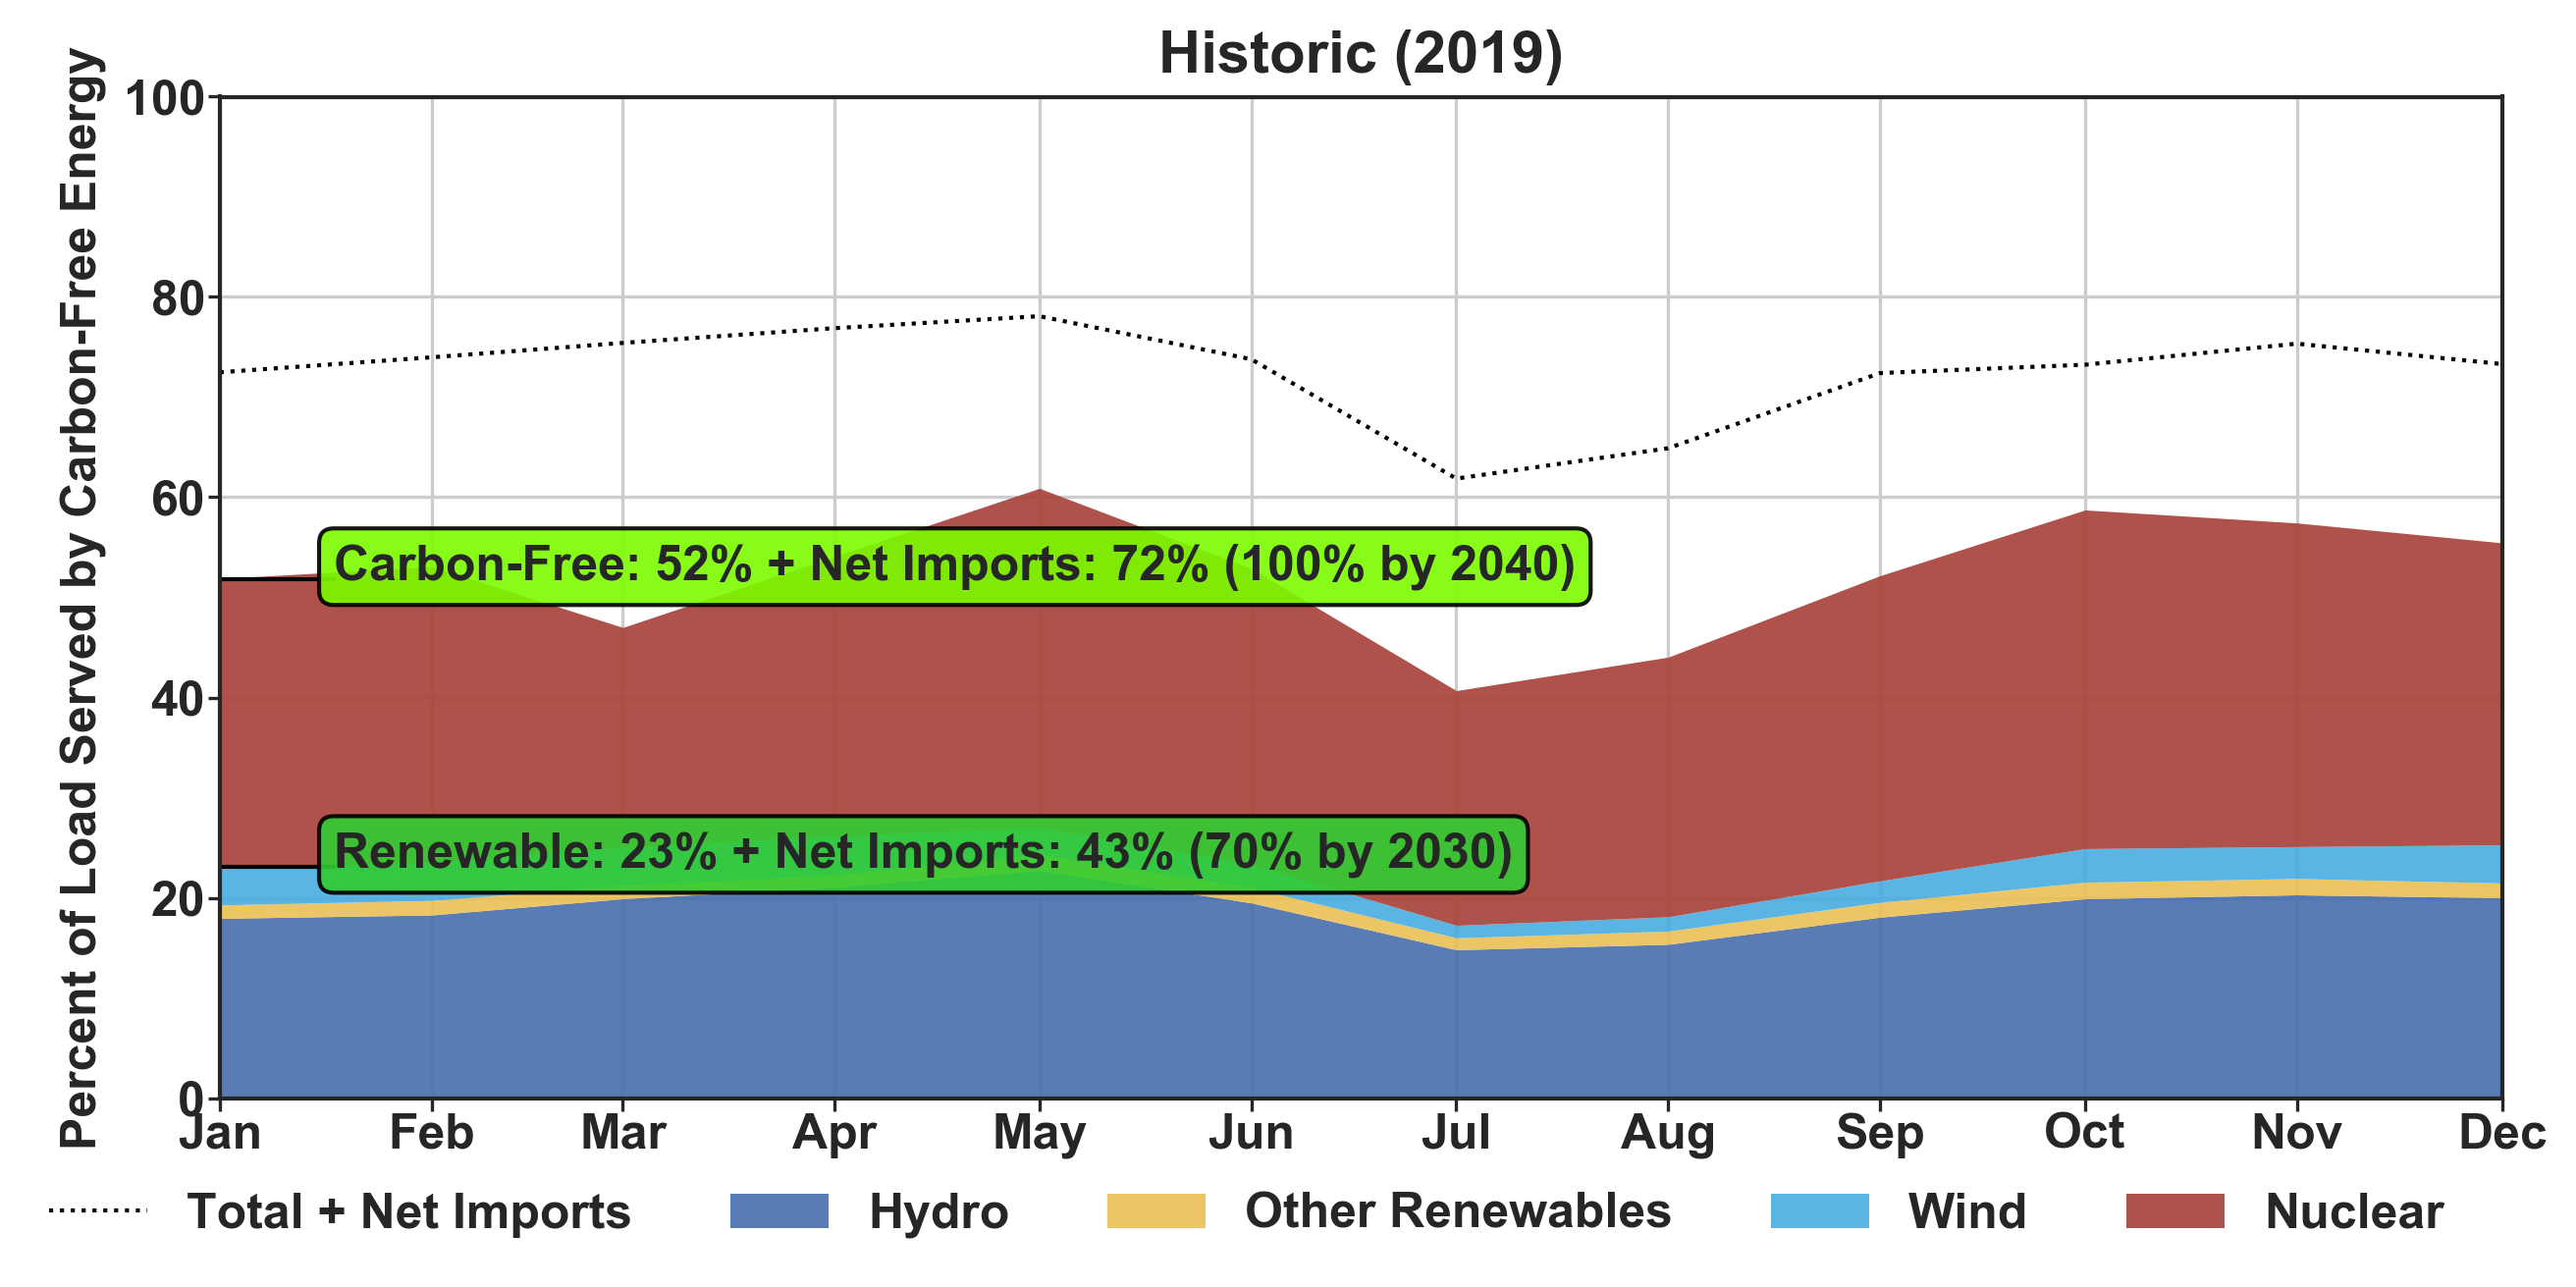 Historic (2019)
Percent of Load Served by Carbon-Free Energy
100
80
60
40
20
0
Carbon-Free: 52% + Net Imports: 72% (100% by 2040)
Renewable: 23% + Net Imports: 43% (70% by 2030)
Jan Feb Mar Apr May Jun Jul Aug Sep Oct Nov Dec
Total + Net Imports Hydro Other Renewables Wind Nuclear